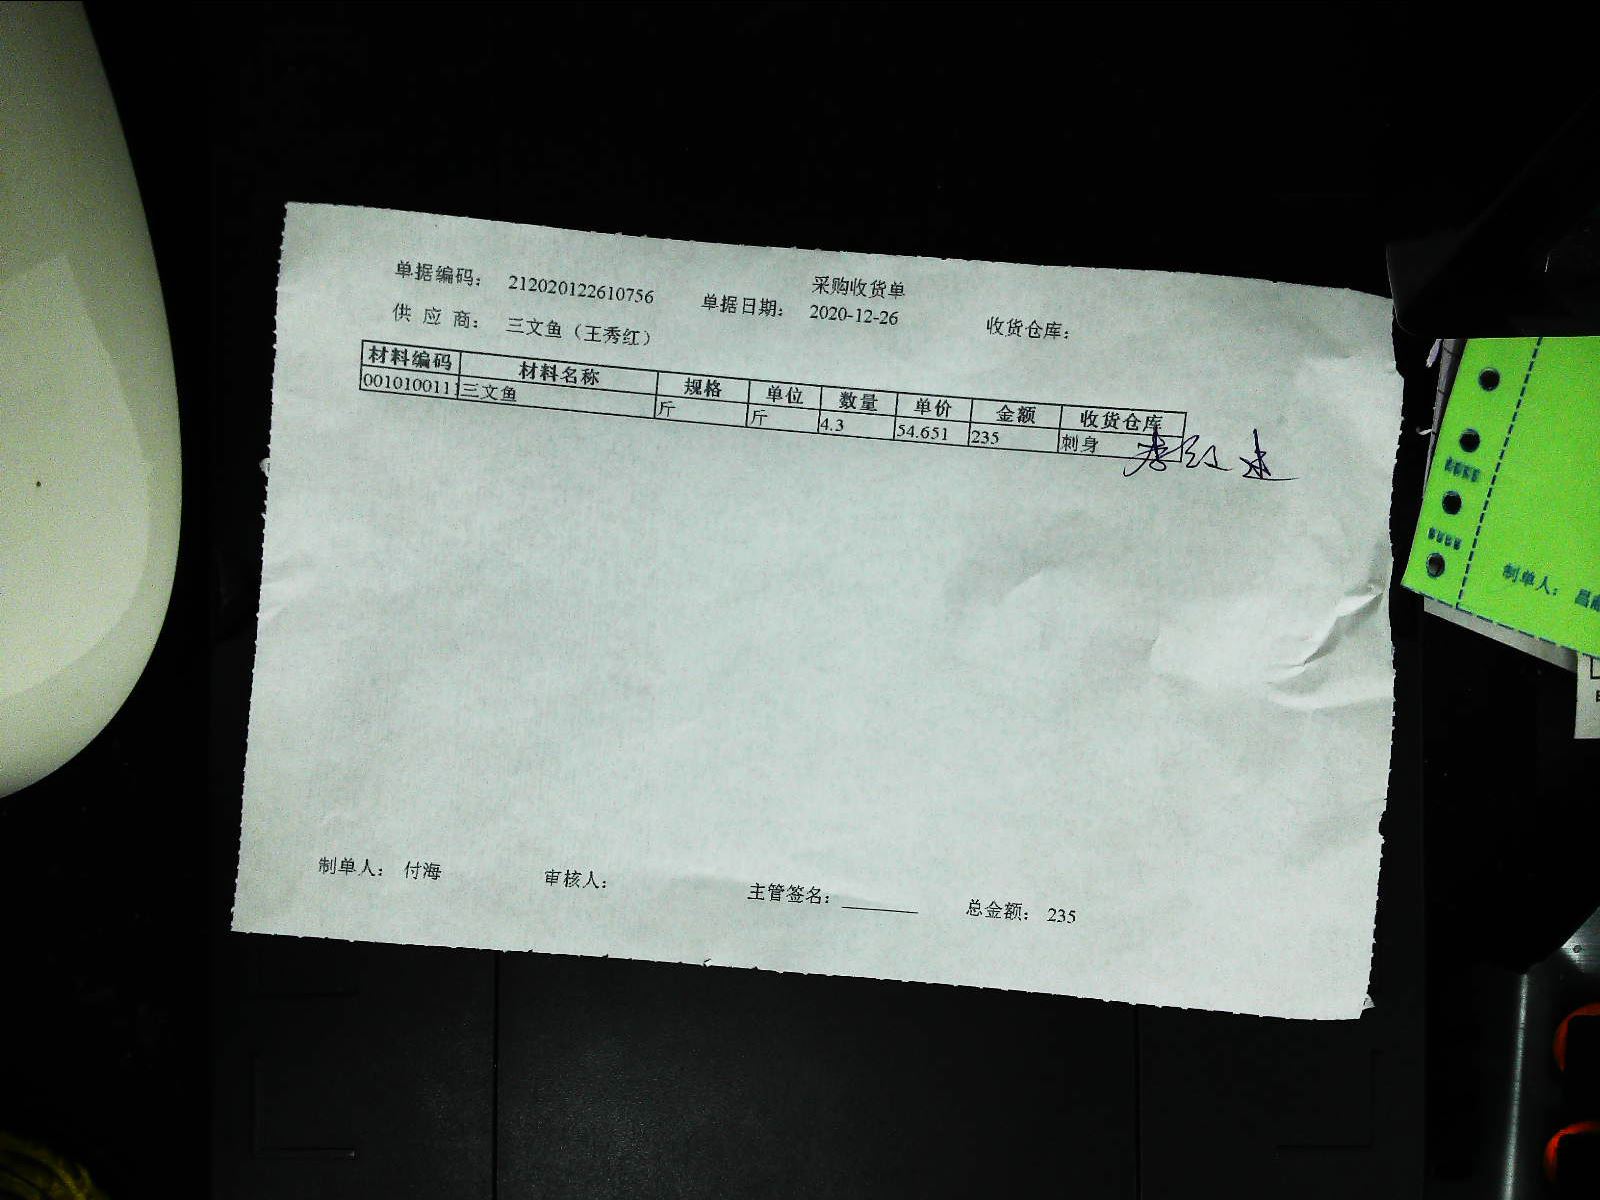 采购收货单
单据编码： 212020122610756 单据日期： 2020-12-26 收货仓库：
供 应 商： 三文鱼（王秀红）
材料编码 材料名称 规格 单位 数量 单价 金额 收货仓库
0010100111 三文鱼 斤 斤 4.3 54.651 235 刺身
制单人： 付海 审核人： 主管签名： 总金额： 235
制单人：